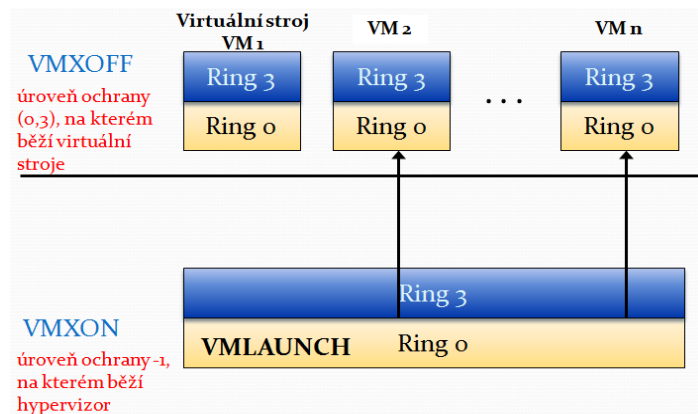 Virtuální stroj
VM 1
VM 2
VM n
VMXOFF
úroveň ochrany
(0,3), na kterém
běží virtuální
stroje
Ring 3
Ring 0
Ring 3
Ring 0
. . .
Ring 3
Ring 0
VMXON
úroveň ochrany -1,
na kterém běží
hypervizor
Ring 3
VMLAUNCH Ring 0